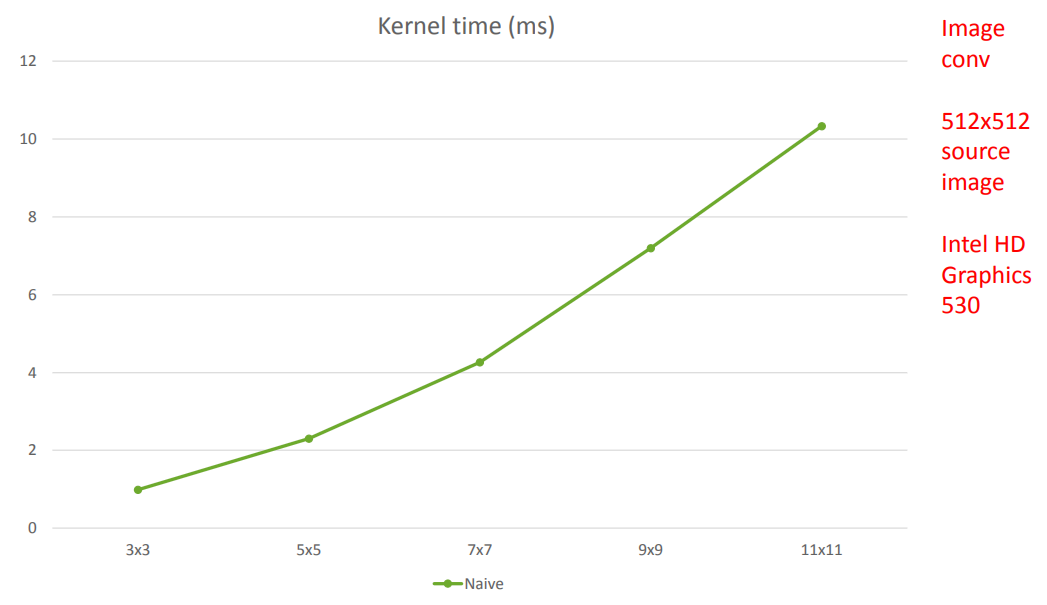 Kernel time (ms)
12
10
8
6
4
2
0
3x3
5x5
7x7
9x9
11x11
Naive
Image
conv
512x512
source
image
Intel HD
Graphics
530